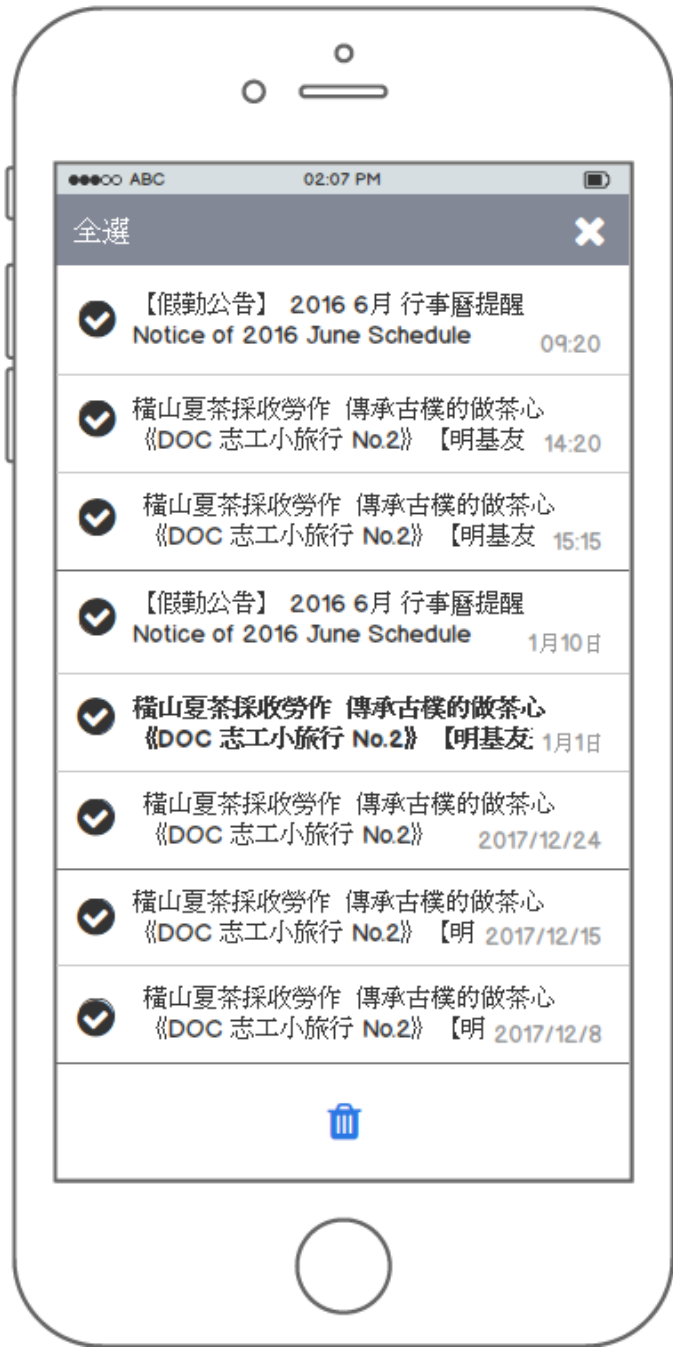 ABC 02:07 PM
全選
【假勤公告】 2016 6月 行事曆提醒
Notice of 2016 June Schedule
09:20
橫山夏茶採收勞作 傳承古樸的做茶心
《DOC 志工小旅行 No.2》【明基友
14:20
橫山夏茶採收勞作 傳承古樸的做茶心
《DOC 志工小旅行 No.2》【明基友
15:15
【假勤公告】 2016 6月 行事曆提醒
Notice of 2016 June Schedule
1月10日
橫山夏茶採收勞作 傳承古樸的做茶心
《DOC 志工小旅行 No.2》【明基友
1月1日
橫山夏茶採收勞作 傳承古樸的做茶心
《DOC 志工小旅行 No.2》
2017/12/24
橫山夏茶採收勞作 傳承古樸的做茶心
《DOC 志工小旅行 No.2》【明
2017/12/15
橫山夏茶採收勞作 傳承古樸的做茶心
《DOC 志工小旅行 No.2》【明
2017/12/8